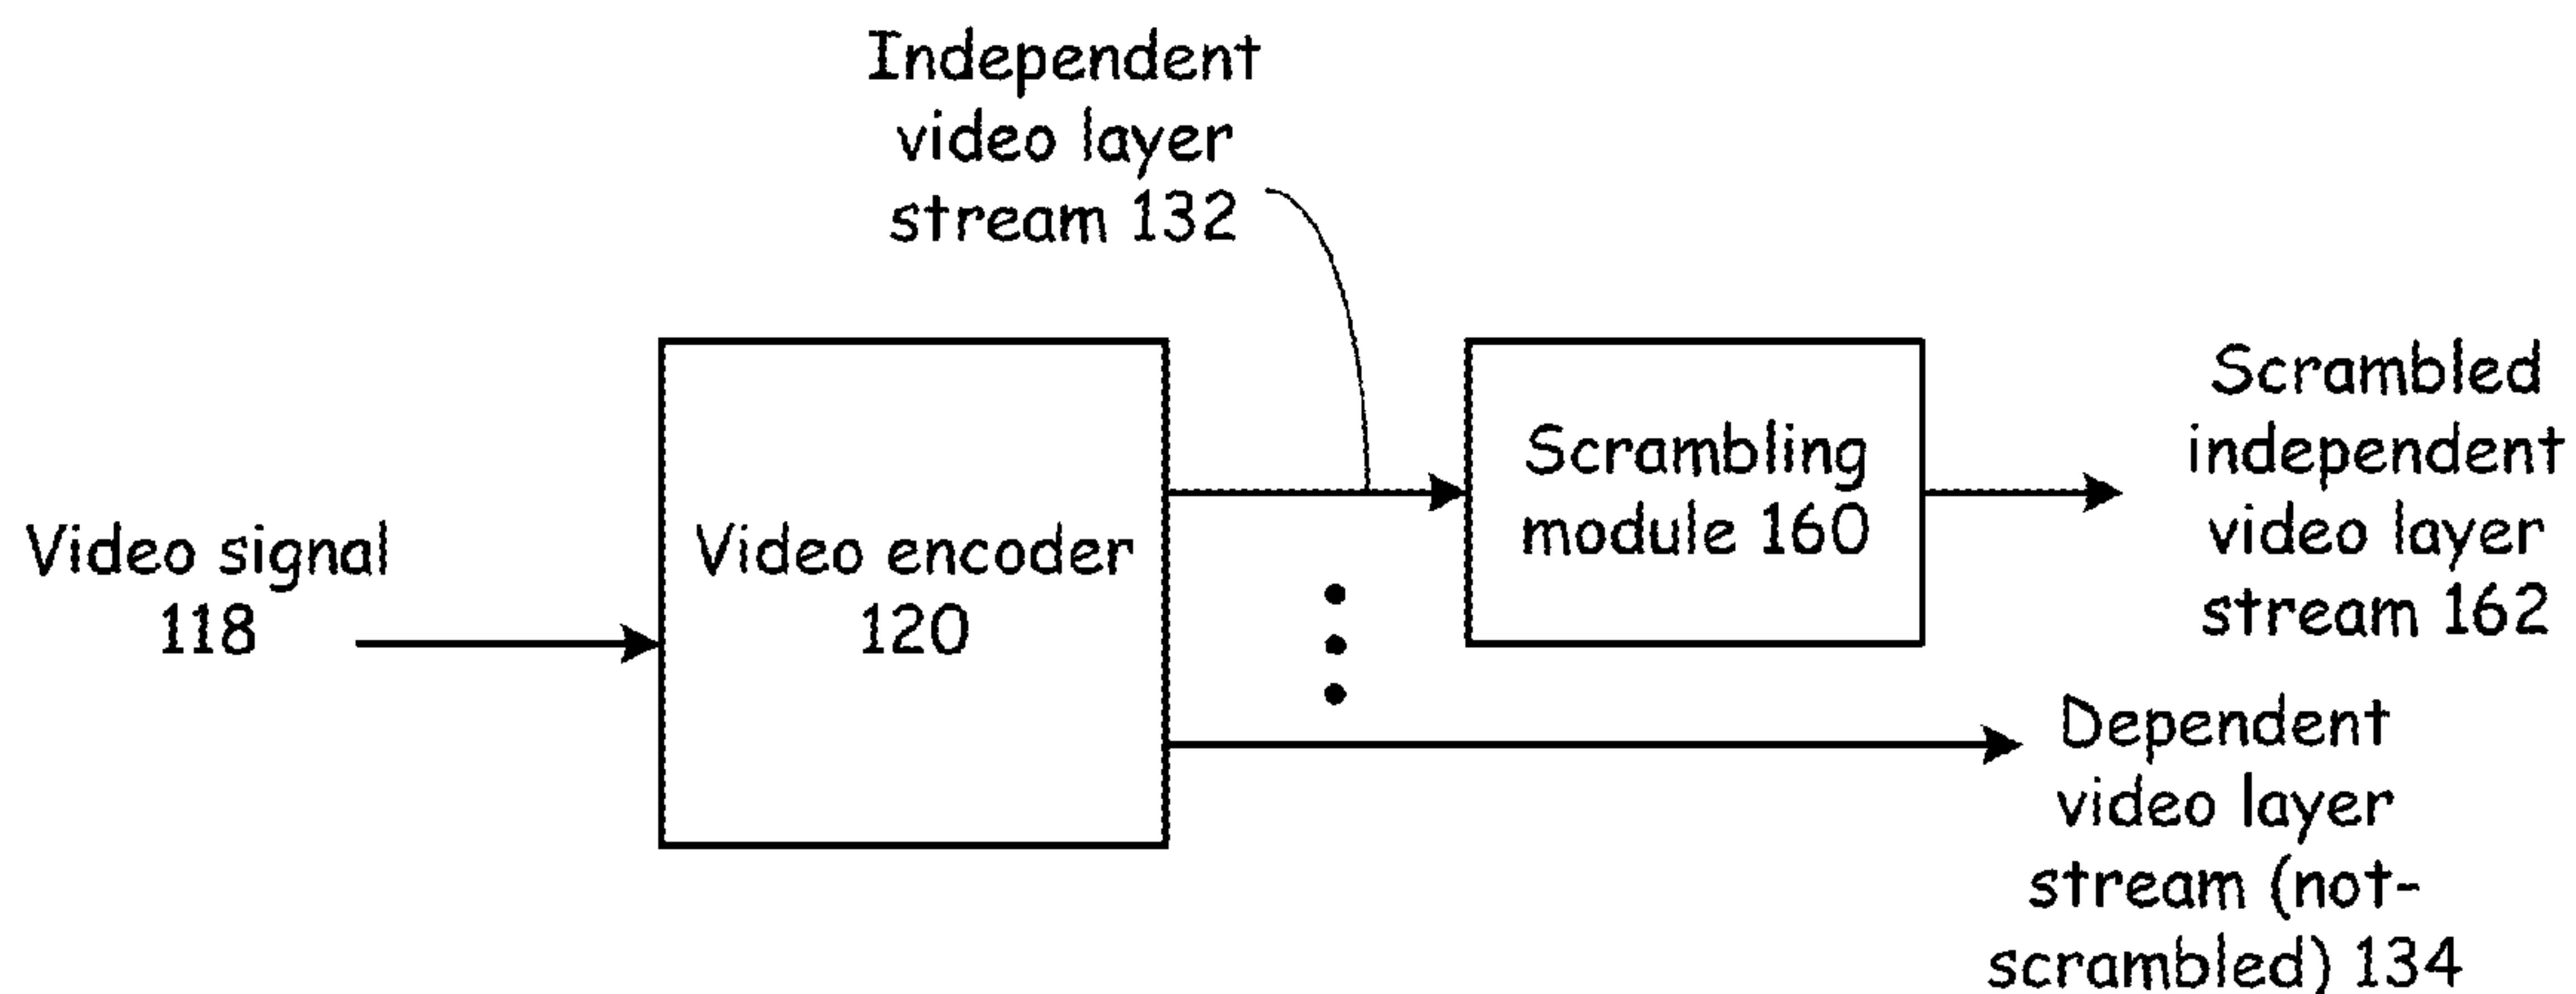 Independent
video layer
stream 132
Video signal
118
Video encoder
120
Scrambling
module 160
Scrambled
independent
video layer
stream 162
Dependent
video layer
stream (not-
scrambled) 134